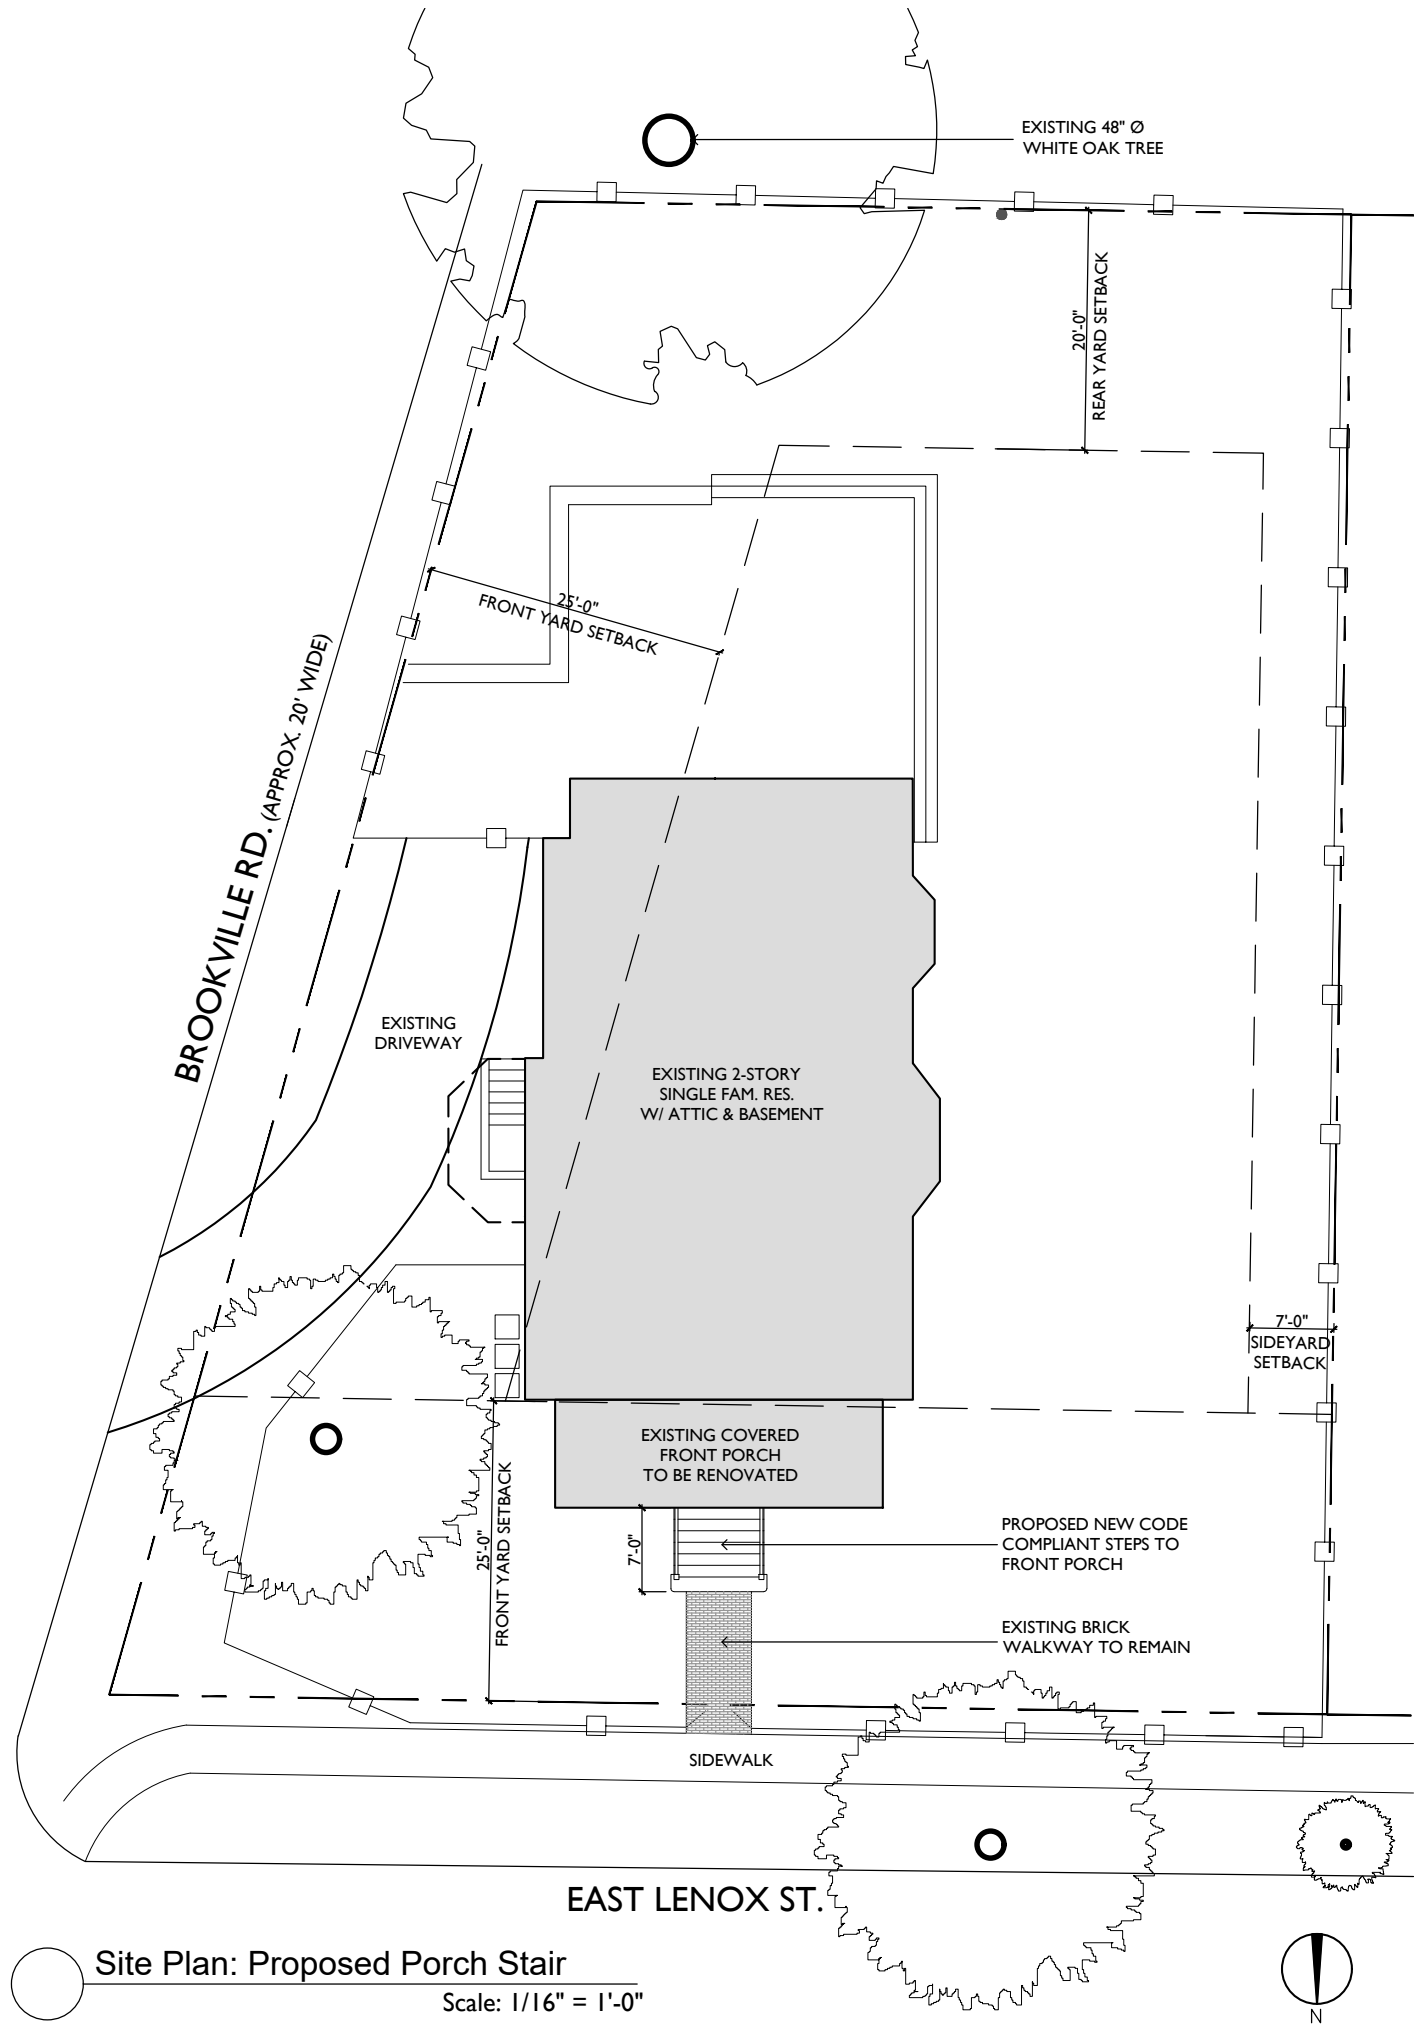 EXISTING 48" Ø
WHITE OAK TREE
20'-0"
REAR YARD SETBACK
25'-0"
FRONT YARD SETBACK
BROOKVILLE RD. (APPROX. 20' WIDE)
EXISTING
DRIVEWAY
EXISTING 2-STORY
SINGLE FAM. RES.
W/ ATTIC & BASEMENT
7'-0"
SIDEYARD
SETBACK
EXISTING COVERED
FRONT PORCH
TO BE RENOVATED
25'-0"
FRONT YARD SETBACK
7'-0"
PROPOSED NEW CODE
COMPLIANT STEPS TO
FRONT PORCH
EXISTING BRICK
WALKWAY TO REMAIN
SIDEWALK
EAST LENOX ST.
Site Plan: Proposed Porch Stair
Scale: 1/16" = 1'-0"
N